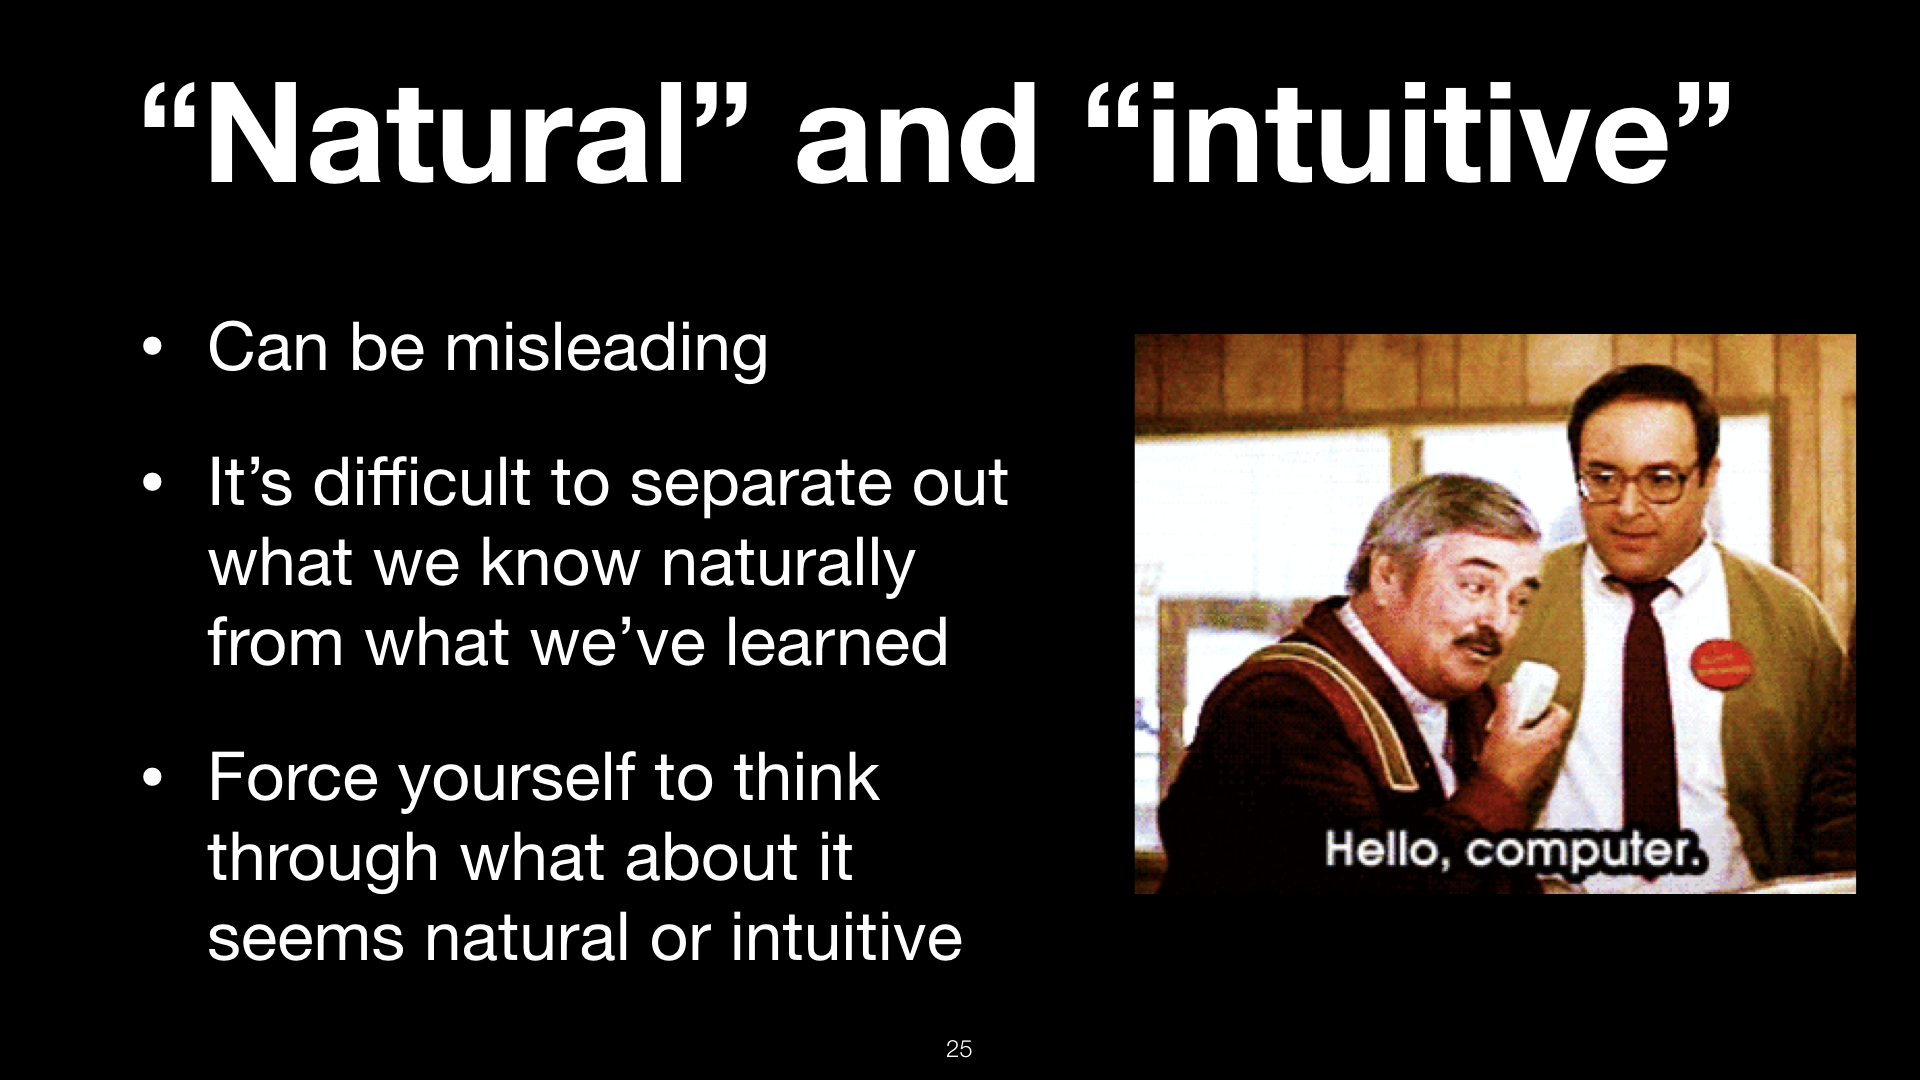 “Natural” and “intuitive”
• Can be misleading
• It’s difficult to separate out
what we know naturally
from what we’ve learned
• Force yourself to think
through what about it
seems natural or intuitive
Hello, computer.
25